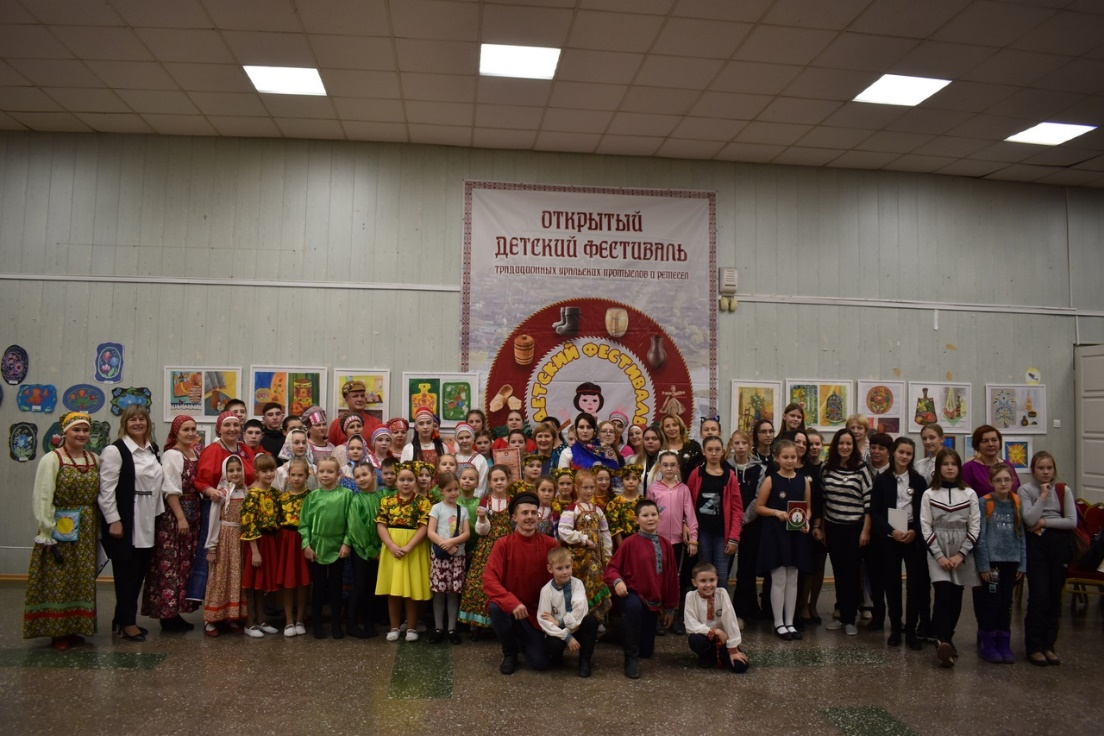 ОТКРЫТЫЙ
ДЕТСКИЙ ФЕСТИВАЛЬ
ТРАДИЦИОННЫХ УРАЛЬСКИХ ПРОМЫСЛОВ И РЕМЕСЕЛ
ДЕТСКИЙ ФЕСТИВАЛЬ
Z